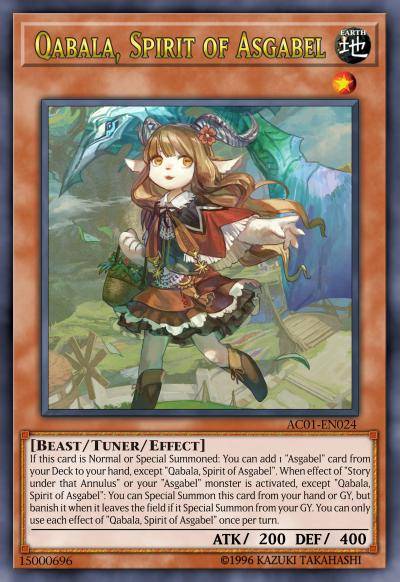 Qabala, Spirit of Asgabel
EARTH
地
AC01-EN024
[Beast/Tuner/Effect]
If this card is Normal or Special Summoned: You can add 1 "Asgabel" card from
your Deck to your hand, except "Qabala, Spirit of Asgabel". When effect of "Story
under that Annulus" or your "Asgabel" monster is activated, except "Qabala,
Spirit of Asgabel": You can Special Summon this card from your hand or GY, but
banish it when it leaves the field if it Special Summon from your GY. You can only
use each effect of "Qabala, Spirit of Asgabel" once per turn.
ATK/ 200 DEF/ 400
15000696
©1996 KAZUKI TAKAHASHI